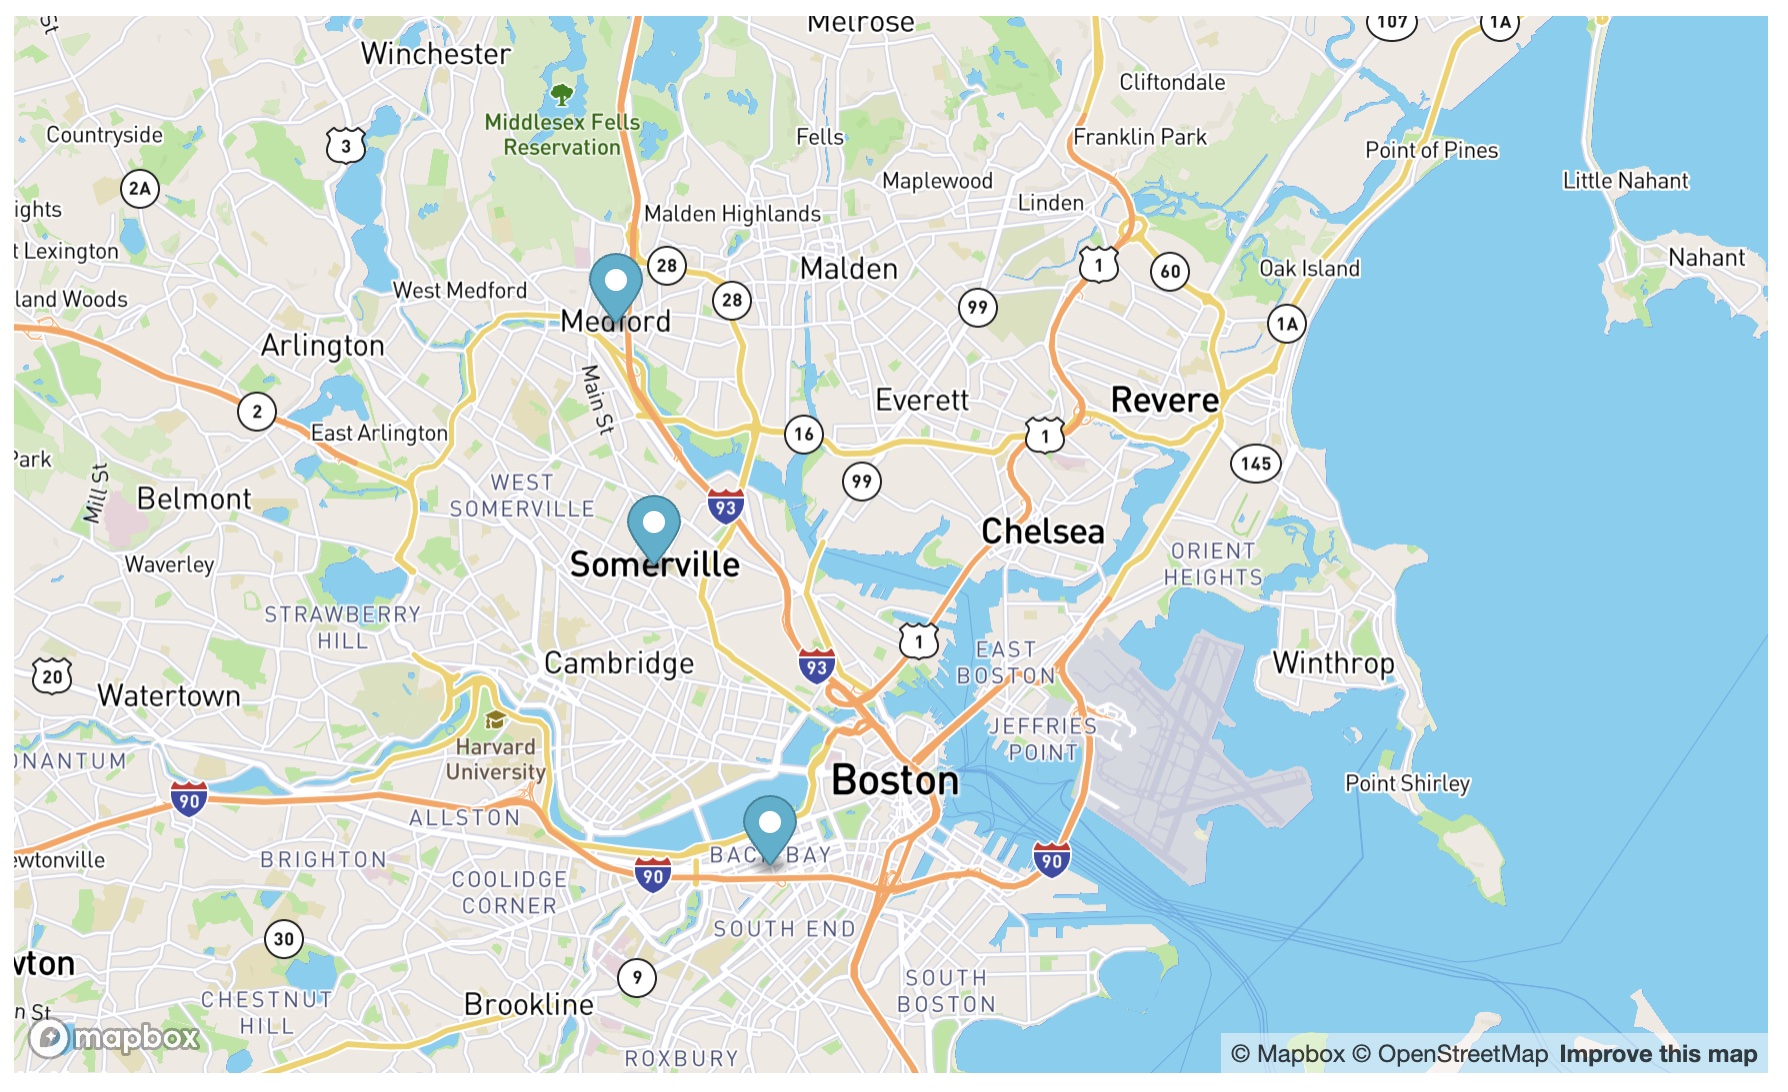 Melrose
107
1A
Winchester
Cliftondale
Middlesex Fells
Reservation
Countryside
3
Fells
Franklin Park
Point of Pines
2A
Maplewood
Little Nahant
ights
Malden Highlands
Linden
t Lexington
28
Malden
1
60
Oak Island
Nahant
land Woods
West Medford
28
99
Medford
1A
Arlington
Main St
2
Everett
Revere
East Arlington
16
1
Park
145
Mill St
Belmont
WEST
SOMERVILLE
99
93
Chelsea
Waverley
Somerville
ORIENT
HEIGHTS
STRAWBERRY
HILL
1
EAST
BOSTON
20
Cambridge
93
Winthrop
Watertown
JEFFRIES
POINT
Harvard
University
ONANTUM
Boston
Point Shirley
90
ALLSTON
BACK BAY
ewtonville
BRIGHTON
90
90
COOLIDGE
CORNER
SOUTH END
30
wton
9
SOUTH
BOSTON
CHESTNUT
HILL
Brookline
n St
mapbox
ROXBURY
© Mapbox © OpenStreetMap Improve this map